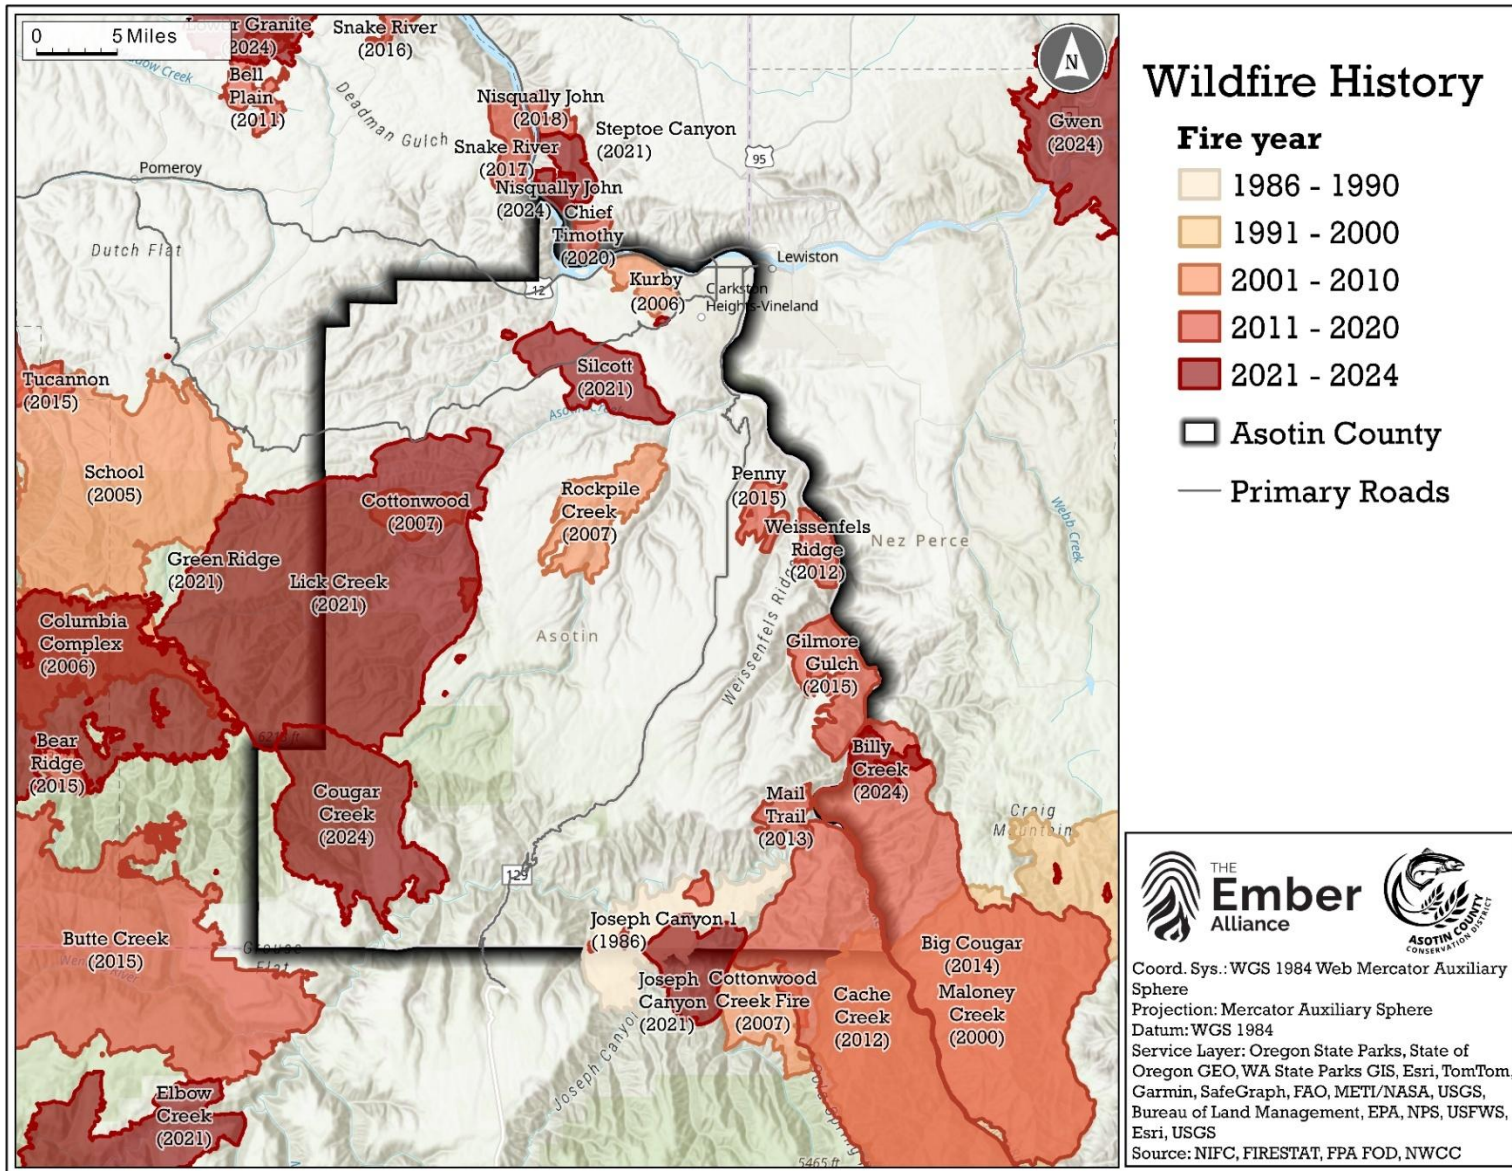 0 5 Miles
Lower Granite
(2024)
Snake River
(2016)
N
Bell
Plain
(2011)
Deadman Gulch
Nisqually John
(2018)
Steptoe Canyon
(2021)
Snake River
(2017)
95
Gwen
(2024)
Pomeroy
Nisqually John
(2024)
Chief
Timothy
(2020)
Dutch Flat
Lewiston
12
Kurby
(2006)
Clarkston
Heights-Vineland
Silcott
(2021)
Tucannon
(2015)
School
(2005)
Cottonwood
(2007)
Rockpile
Creek
(2007)
Penny
(2015)
Webb Creek
Weissenfels
Ridge
(2012)
Nez Perce
Green Ridge
(2021)
Lick Creek
(2021)
Columbia
Complex
(2006)
Asotin
Weissenfels Ridge
Gilmore
Gulch
(2015)
Bear
Ridge
(2015)
Billy
Creek
(2024)
Cougar
Creek
(2024)
Mail
Trail
(2013)
Craig
Mountain
129
Joseph Canyon 1
(1986)
Butte Creek
(2015)
Grouse
Flat
Big Cougar
(2014)
Joseph
Canyon
(2021)
Cottonwood
Creek Fire
(2007)
Cache
Creek
(2012)
Maloney
Creek
(2000)
Joseph Canyon
Elbow
Creek
(2021)
5465 ft
Wildfire History
Fire year
1986 - 1990
1991 - 2000
2001 - 2010
2011 - 2020
2021 - 2024
Asotin County
Primary Roads
THE
Ember
Alliance
ASOTIN COUNTY
CONSERVATION DISTRICT
Coord. Sys.: WGS 1984 Web Mercator Auxiliary
Sphere
Projection: Mercator Auxiliary Sphere
Datum: WGS 1984
Service Layer: Oregon State Parks, State of
Oregon GEO, WA State Parks GIS, Esri, TomTom,
Garmin, SafeGraph, FAO, METI/NASA, USGS,
Bureau of Land Management, EPA, NPS, USFWS,
Esri, USGS
Source: NIFC, FIRESTAT, FPA FOD, NWCC